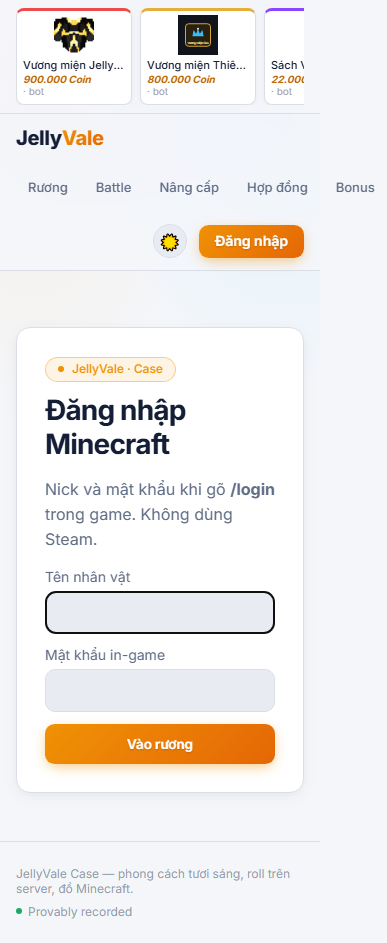 Vương miện Jelly... Vương miện Thiê... Sách V
900.000 Coin 800.000 Coin 22.000
· bot · bot · bot
JellyVale
Rương Battle Nâng cấp Hợp đồng Bonus
Đăng nhập
JellyVale · Case
Đăng nhập
Minecraft
Nick và mật khẩu khi gõ /login
trong game. Không dùng
Steam.
Tên nhân vật
Mật khẩu in-game
Vào rương
JellyVale Case — phong cách tươi sáng, roll trên
server, đồ Minecraft.
Provably recorded